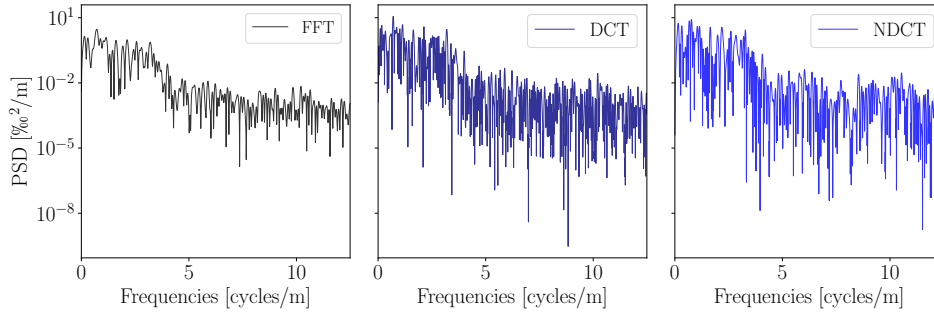 FFT
DCT
NDCT
PSD [‰²/m]
10¹
10⁻²
10⁻⁵
10⁻⁸
0 5 10
0 5 10
0 5 10
Frequencies [cycles/m]
Frequencies [cycles/m]
Frequencies [cycles/m]